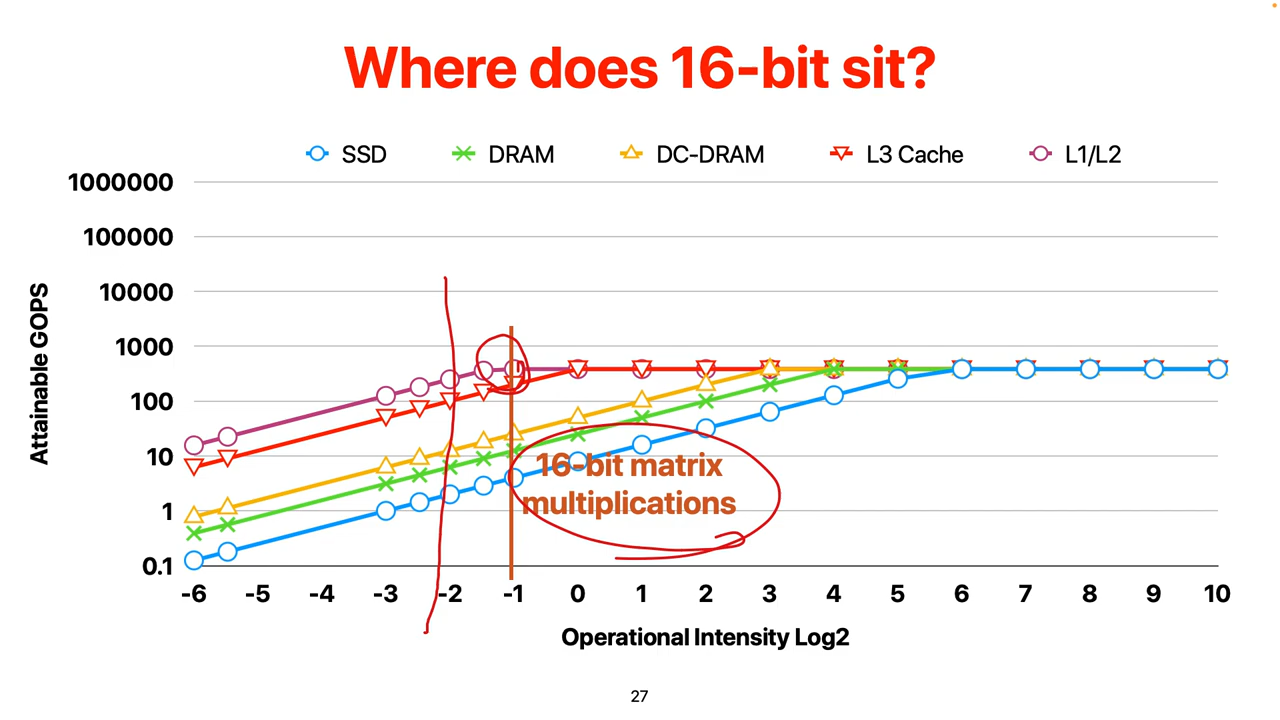 Where does 16-bit sit?
SSD DRAM DC-DRAM L3 Cache L1/L2
1000000
100000
10000
1000
100
10
1
0.1
Attainable GOPS
16-bit matrix
multiplications
-6 -5 -4 -3 -2 -1 0 1 2 3 4 5 6 7 8 9 10
Operational Intensity Log2
27